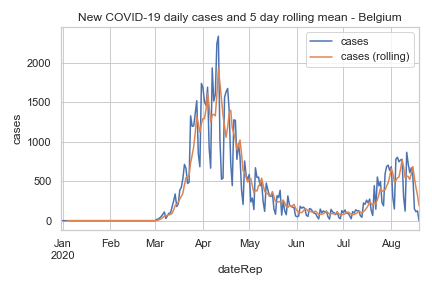 New COVID-19 daily cases and 5 day rolling mean - Belgium
cases
cases (rolling)
cases
2000
1500
1000
500
0
Jan Feb Mar Apr May Jun Jul Aug
2020
dateRep